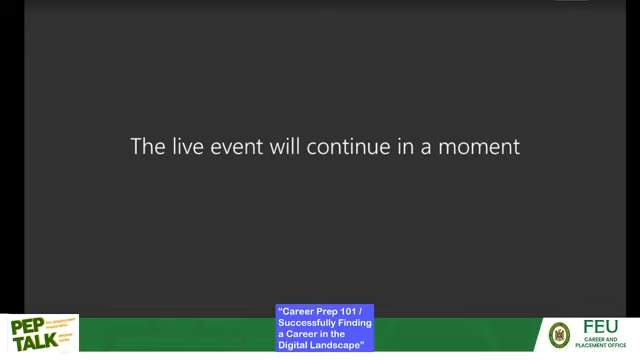 The live event will continue in a moment
PEP
TALK
"Career Prep 101 /
Successfully Finding
a Career in the
Digital Landscape"
FEU
CAREER AND
PLACEMENT OFFICE